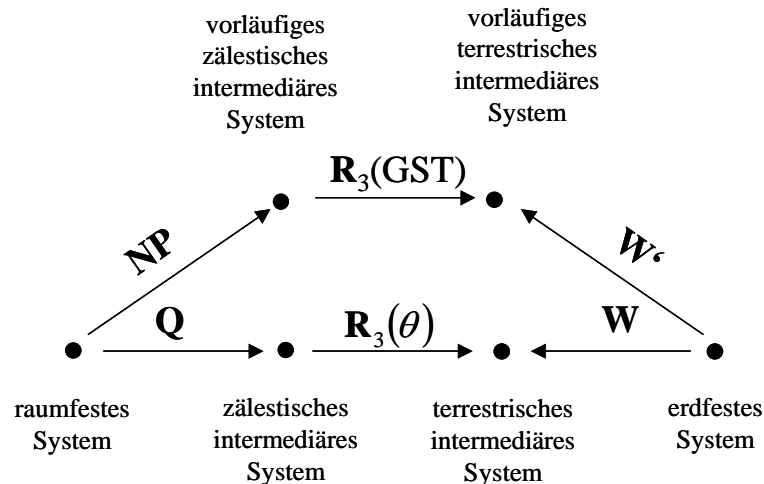 vorläufiges
zälestisches
intermediäres
System
vorläufiges
terrestrisches
intermediäres
System
R₃(GST)
NP
W‘
Q
R₃(θ)
W
raumfestes
System
zälestisches
intermediäres
System
terrestrisches
intermediäres
System
erdfestes
System